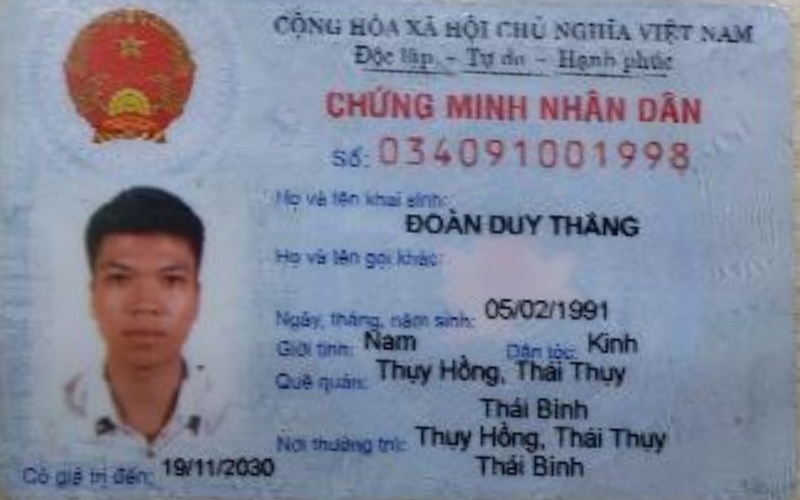 CỘNG HÒA XÃ HỘI CHỦ NGHĨA VIỆT NAM
Độc lập - Tự do - Hạnh phúc
CHỨNG MINH NHÂN DÂN
Số: 034091001998
Họ và tên khai sinh:
ĐOÀN DUY THĂNG
Họ và tên gọi khác:
Ngày, tháng, năm sinh: 05/02/1991
Giới tính: Nam Dân tộc: Kinh
Quê quán: Thụy Hồng, Thái Thụy
Thái Bình
Nơi thường trú: Thụy Hồng, Thái Thụy
Thái Bình
Có giá trị đến: 19/11/2030